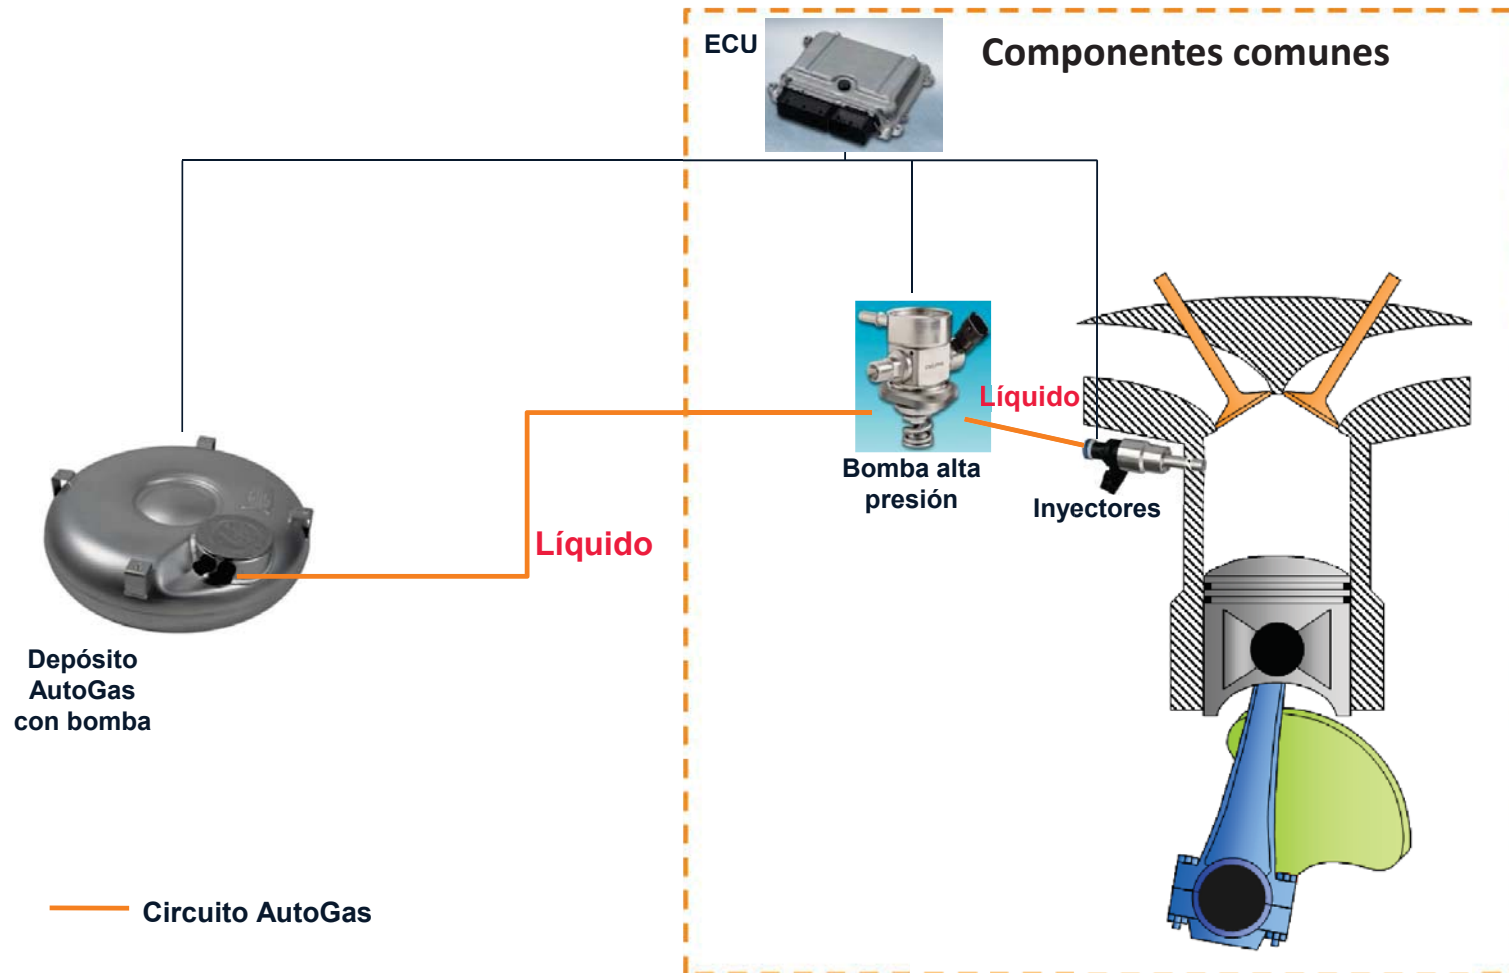 ECU
Componentes comunes
Líquido
Bomba alta
presión
Inyectores
Líquido
Depósito
AutoGas
con bomba
Circuito AutoGas